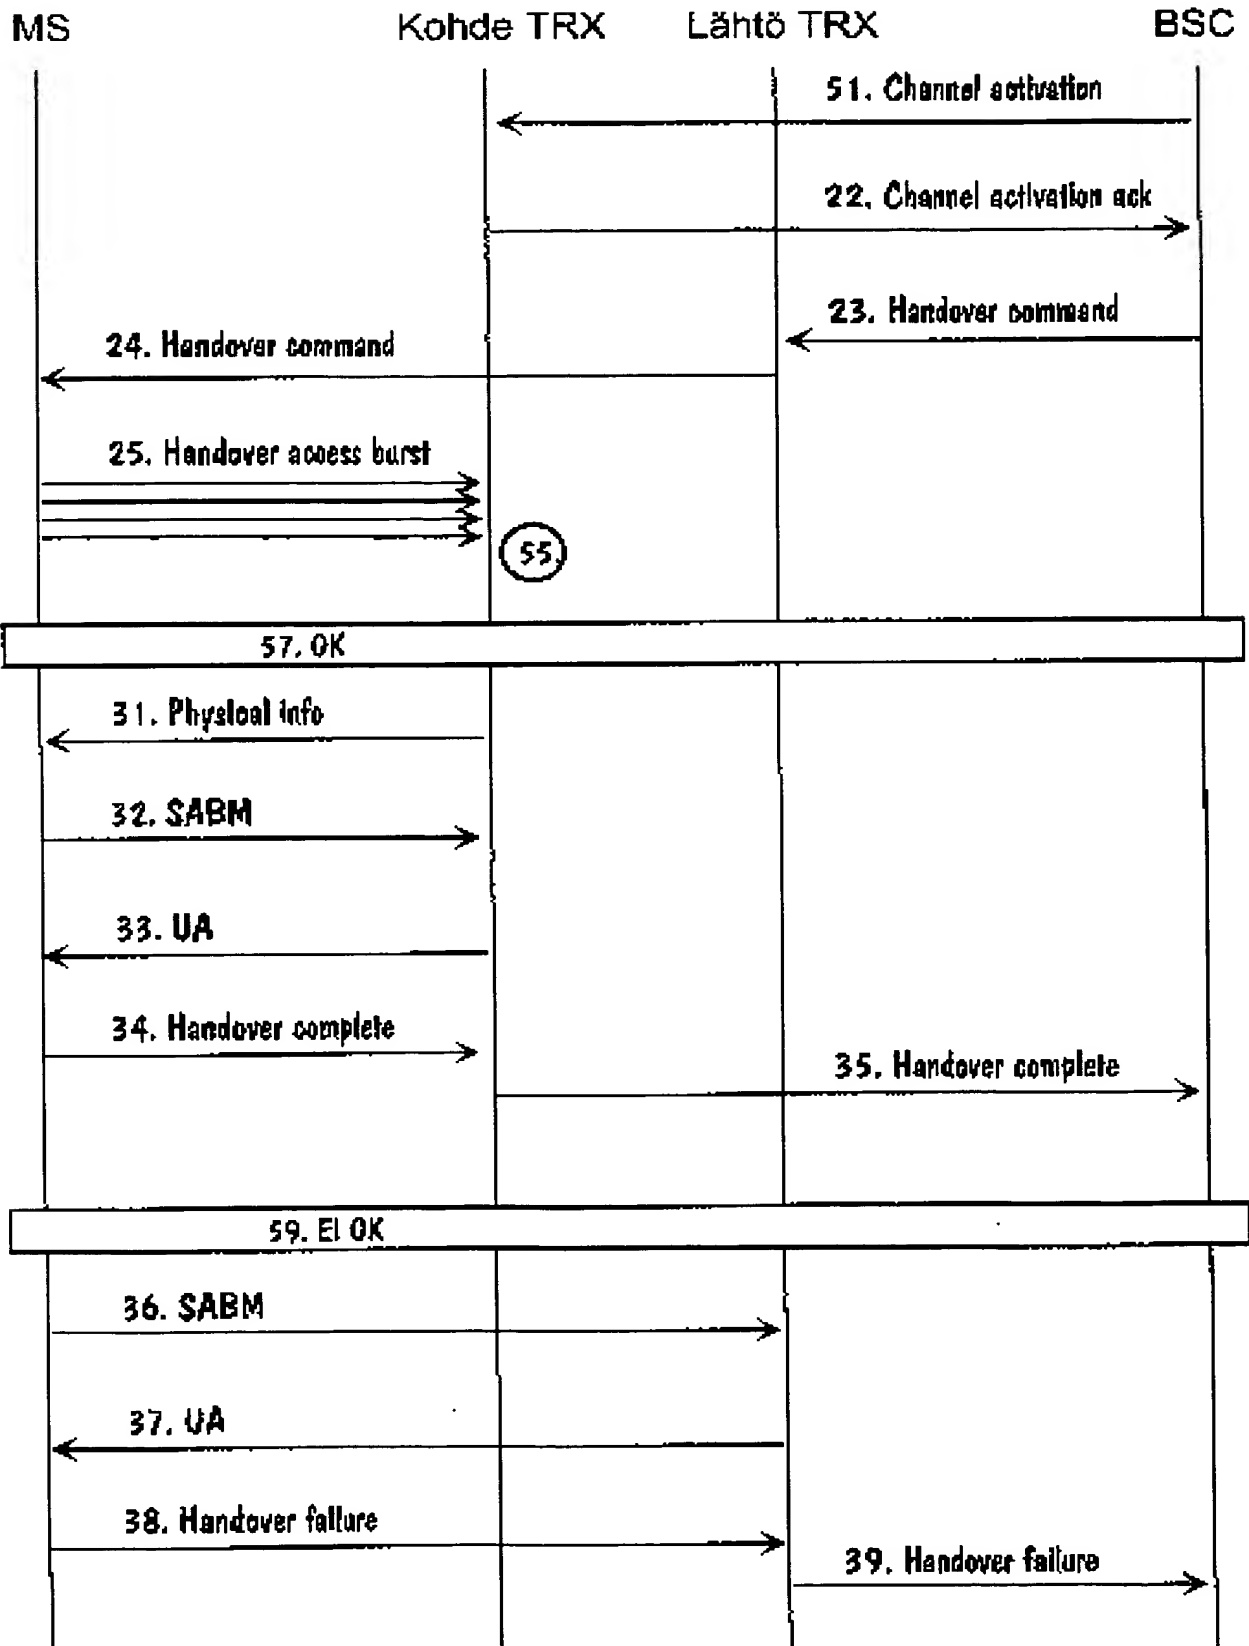 MS Kohde TRX Lähtö TRX BSC
51. Channel activation
22. Channel activation ack
23. Handover command
24. Handover command
25. Handover access burst
55
57. OK
31. Physical info
32. SABM
33. UA
34. Handover complete
35. Handover complete
59. EI OK
36. SABM
37. UA
38. Handover failure
39. Handover failure